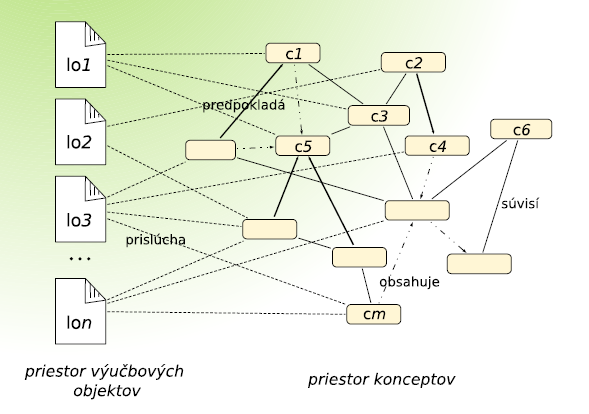 lo1
c1
c2
predpokladá
c3
lo2
c5
c4
c6
lo3
súvisí
prislúcha
...
obsahuje
lon
cm
priestor výučbových
objektov
priestor konceptov